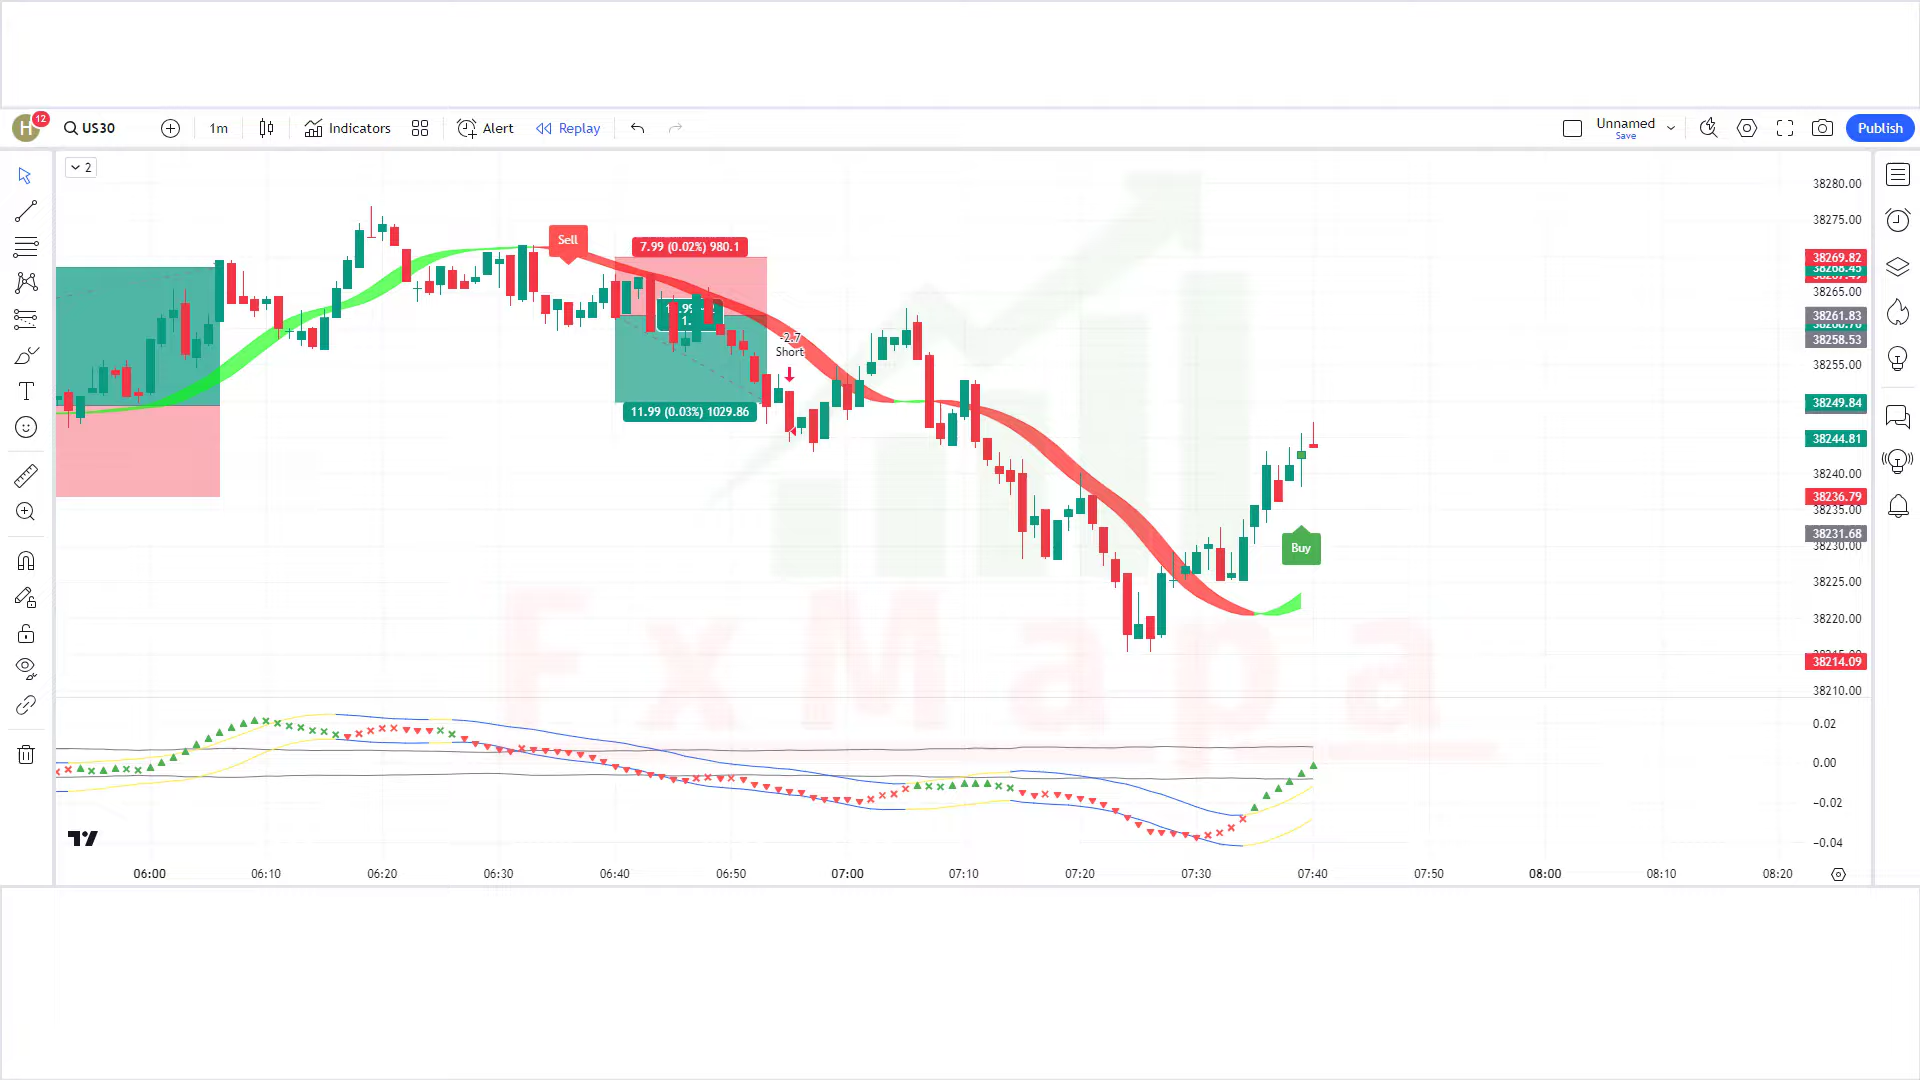 H
12
US30
1m
Indicators
Alert
Replay
Unnamed
Save
Publish
2
Sell
7.99 (0.02%) 980.1
11.99 (0.03%) 1029.86
-2.7
Short
Buy
FxMapa
38280.00
38275.00
38269.82
38265.00
38261.83
38258.53
38255.00
38249.84
38244.81
38240.00
38236.79
38235.00
38231.68
38230.00
38225.00
38220.00
38214.09
38210.00
0.02
0.00
−0.02
−0.04
06:00
06:10
06:20
06:30
06:40
06:50
07:00
07:10
07:20
07:30
07:40
07:50
08:00
08:10
08:20